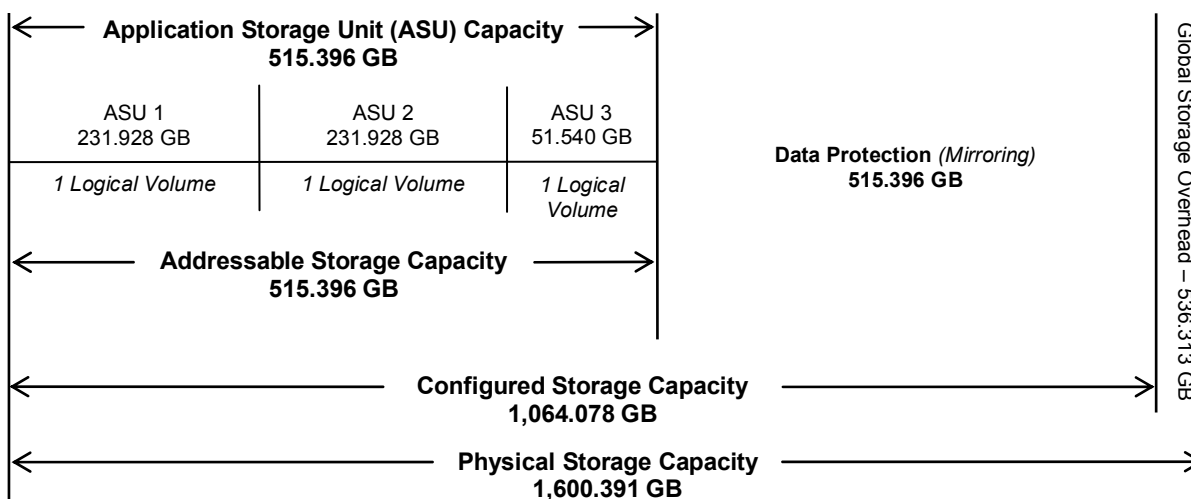 Application Storage Unit (ASU) Capacity
515.396 GB
ASU 1
231.928 GB
ASU 2
231.928 GB
ASU 3
51.540 GB
1 Logical Volume
1 Logical Volume
1 Logical
Volume
Addressable Storage Capacity
515.396 GB
Data Protection (Mirroring)
515.396 GB
Global Storage Overhead – 536.313 GB
Configured Storage Capacity
1,064.078 GB
Physical Storage Capacity
1,600.391 GB